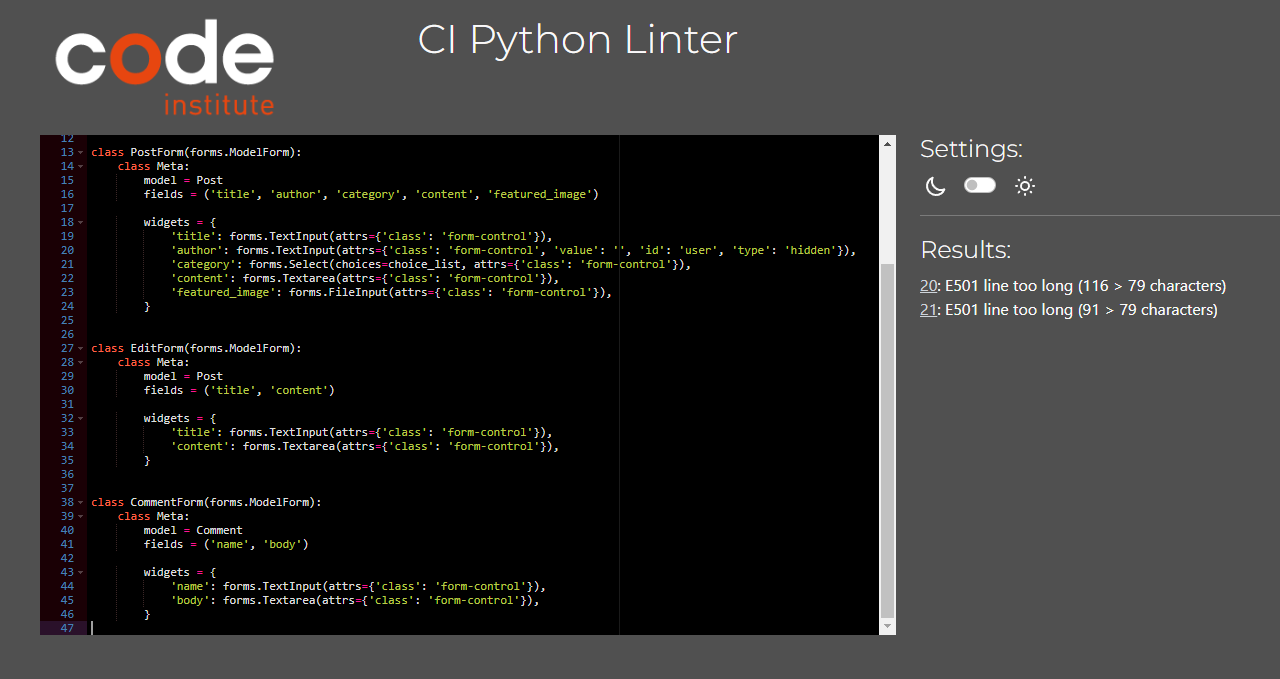 code
institute
CI Python Linter
12
13 class PostForm(forms.ModelForm):
14     class Meta:
15         model = Post
16         fields = ('title', 'author', 'category', 'content', 'featured_image')
17
18         widgets = {
19             'title': forms.TextInput(attrs={'class': 'form-control'}),
20             'author': forms.TextInput(attrs={'class': 'form-control', 'value': '', 'id': 'user', 'type': 'hidden'}),
21             'category': forms.Select(choices=choice_list, attrs={'class': 'form-control'}),
22             'content': forms.Textarea(attrs={'class': 'form-control'}),
23             'featured_image': forms.FileInput(attrs={'class': 'form-control'}),
24         }
25
26
27 class EditForm(forms.ModelForm):
28     class Meta:
29         model = Post
30         fields = ('title', 'content')
31
32         widgets = {
33             'title': forms.TextInput(attrs={'class': 'form-control'}),
34             'content': forms.Textarea(attrs={'class': 'form-control'}),
35         }
36
37
38 class CommentForm(forms.ModelForm):
39     class Meta:
40         model = Comment
41         fields = ('name', 'body')
42
43         widgets = {
44             'name': forms.TextInput(attrs={'class': 'form-control'}),
45             'body': forms.Textarea(attrs={'class': 'form-control'}),
46         }
47
Settings:
Results:
20: E501 line too long (116 > 79 characters)
21: E501 line too long (91 > 79 characters)